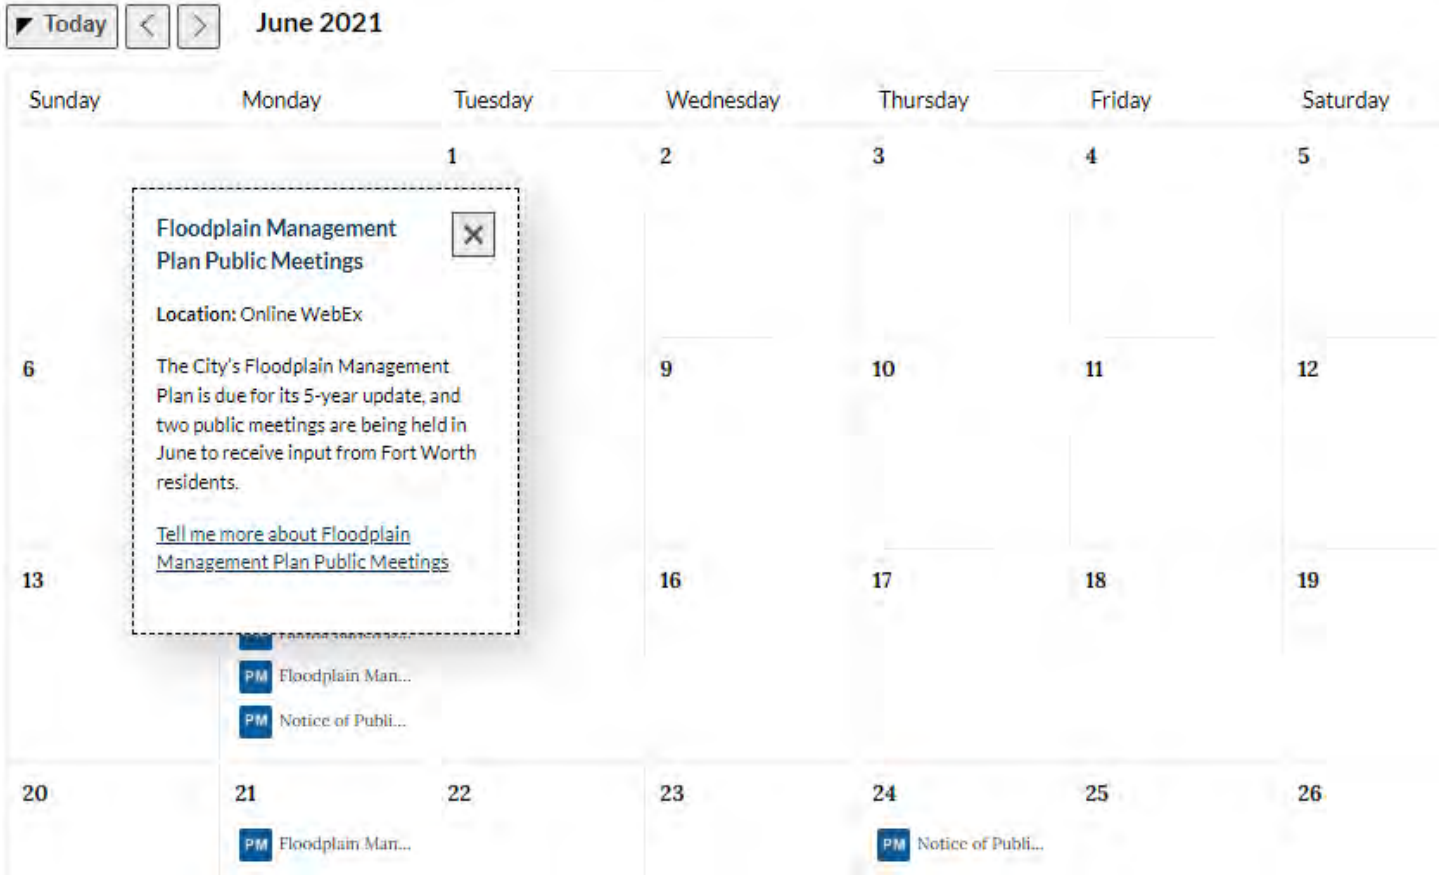 Today < > June 2021
Sunday Monday Tuesday Wednesday Thursday Friday Saturday
1 2 3 4 5
Floodplain Management
Plan Public Meetings
×
Location: Online WebEx
6 9 10 11 12
The City's Floodplain Management
Plan is due for its 5-year update, and
two public meetings are being held in
June to receive input from Fort Worth
residents.
Tell me more about Floodplain
Management Plan Public Meetings
13 16 17 18 19
PM Floodplain Man...
PM Notice of Publi...
20 21 22 23 24 25 26
PM Floodplain Man... PM Notice of Publi...